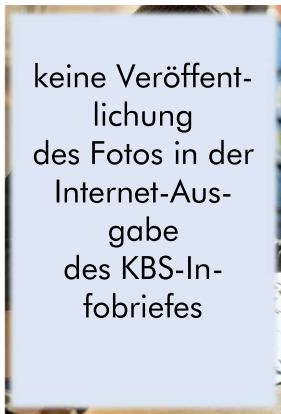 keine Veröffent-
lichung
des Fotos in der
Internet-Aus-
gabe
des KBS-In-
fobriefes